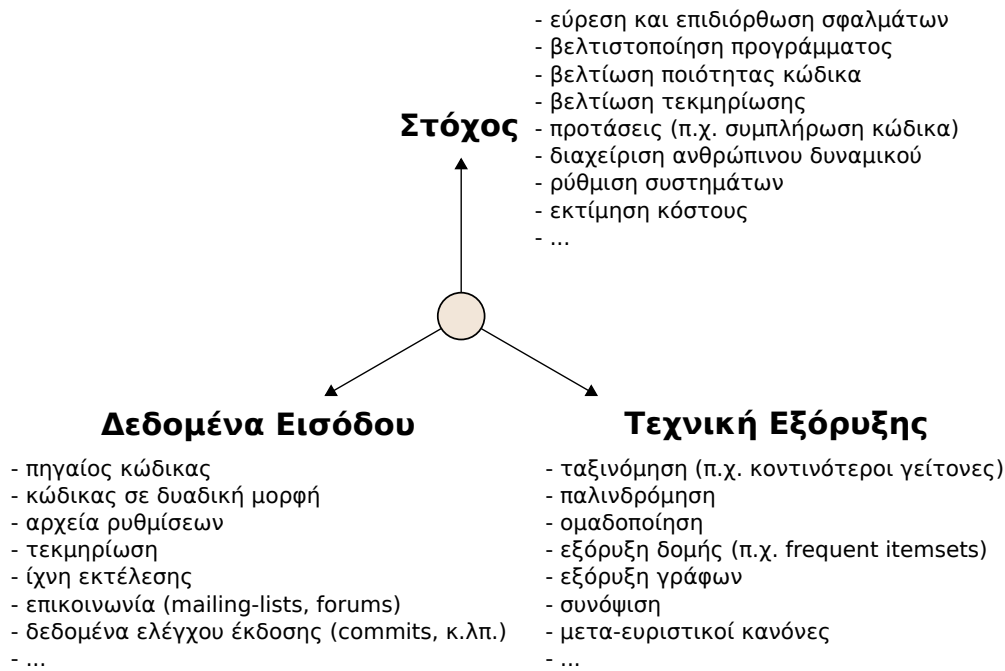 Στόχος
- εύρεση και επιδιόρθωση σφαλμάτων
- βελτιστοποίηση προγράμματος
- βελτίωση ποιότητας κώδικα
- βελτίωση τεκμηρίωσης
- προτάσεις (π.χ. συμπλήρωση κώδικα)
- διαχείριση ανθρώπινου δυναμικού
- ρύθμιση συστημάτων
- εκτίμηση κόστους
- ...
Δεδομένα Εισόδου
- πηγαίος κώδικας
- κώδικας σε δυαδική μορφή
- αρχεία ρυθμίσεων
- τεκμηρίωση
- ίχνη εκτέλεσης
- επικοινωνία (mailing-lists, forums)
- δεδομένα ελέγχου έκδοσης (commits, κ.λπ.)
- ...
Τεχνική Εξόρυξης
- ταξινόμηση (π.χ. κοντινότεροι γείτονες)
- παλινδρόμηση
- ομαδοποίηση
- εξόρυξη δομής (π.χ. frequent itemsets)
- εξόρυξη γράφων
- συνόψιση
- μετα-ευριστικοί κανόνες
- ...